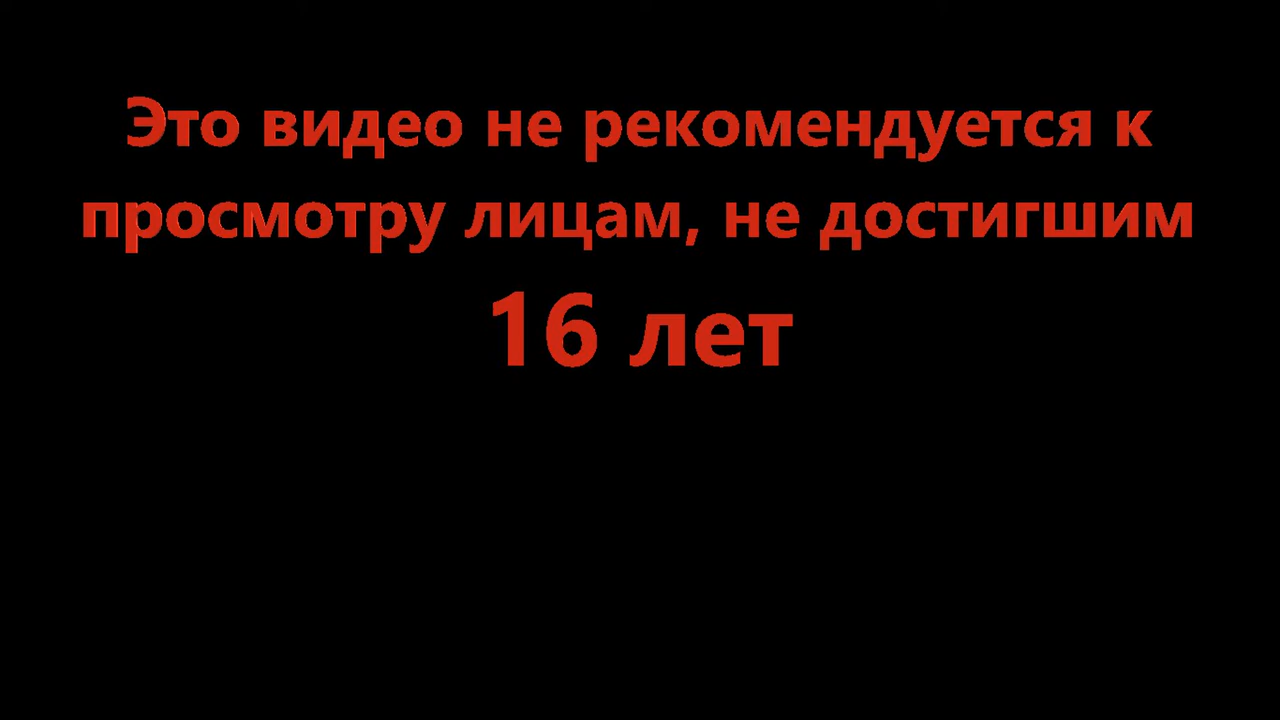 Это видео не рекомендуется к
просмотру лицам, не достигшим
16 лет